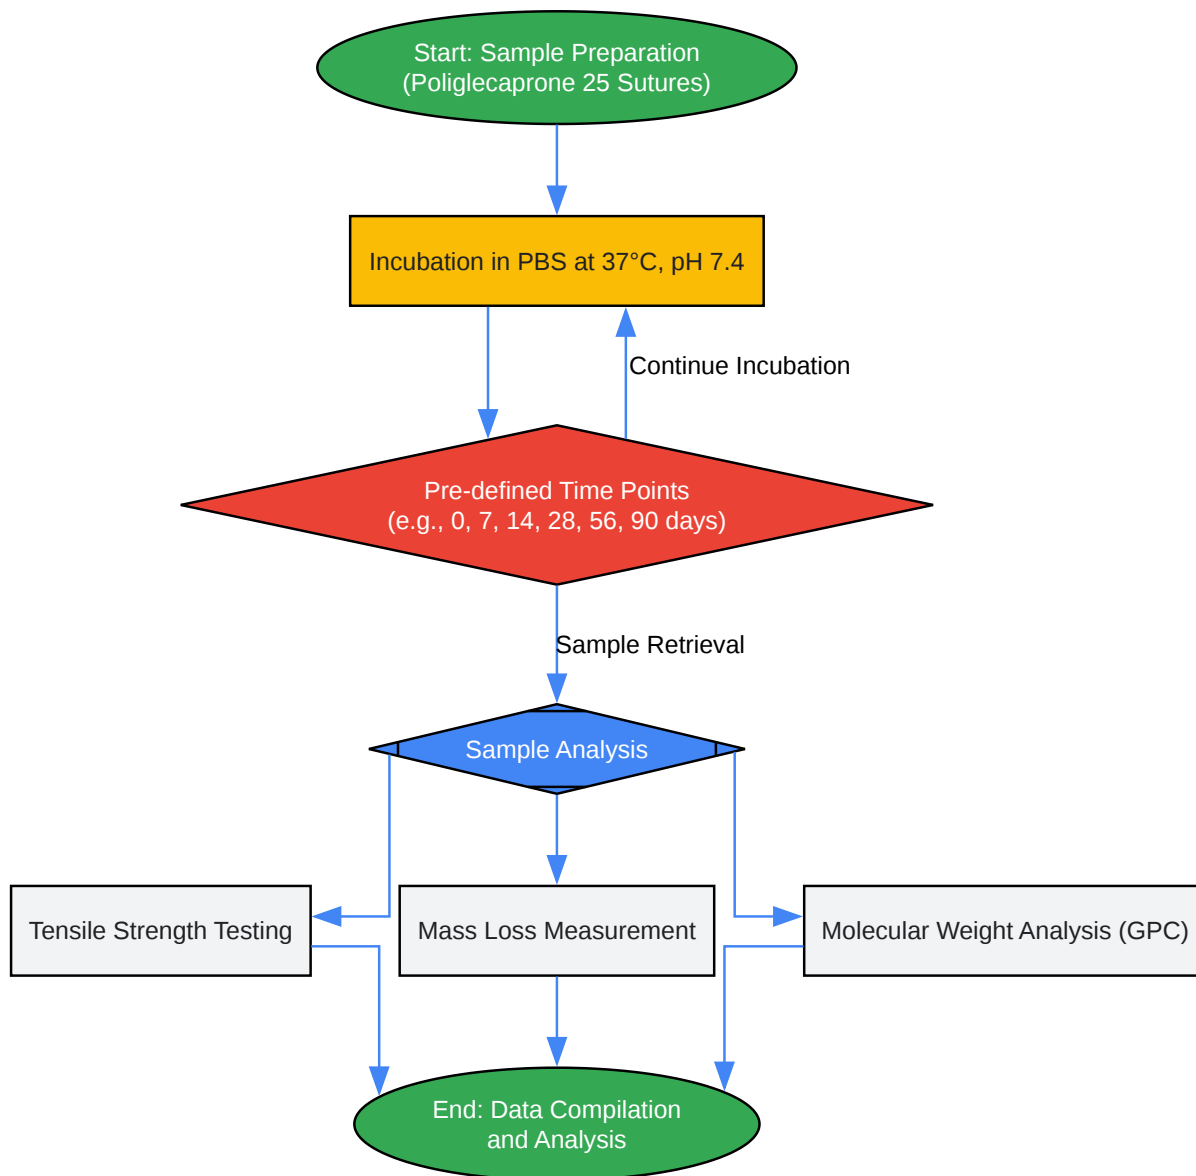 Start: Sample Preparation
(Poliglecaprone 25 Sutures)
Incubation in PBS at 37°C, pH 7.4
Continue Incubation
Pre-defined Time Points
(e.g., 0, 7, 14, 28, 56, 90 days)
Sample Retrieval
Sample Analysis
Tensile Strength Testing
Mass Loss Measurement
Molecular Weight Analysis (GPC)
End: Data Compilation
and Analysis